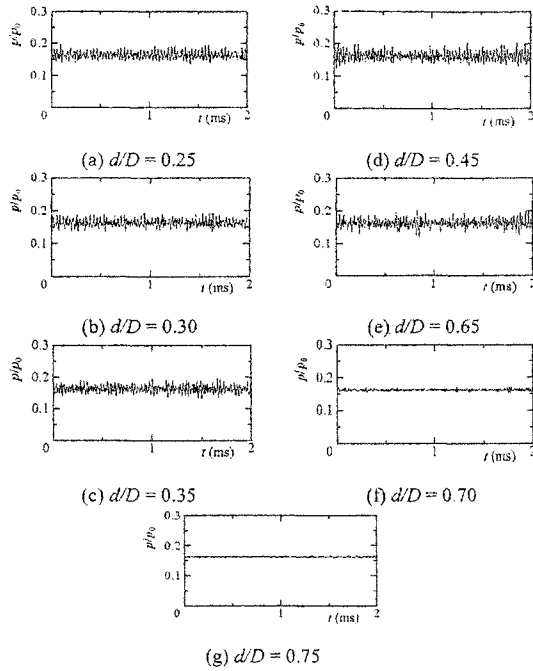 p/p0
0.3
0.2
0.1
0 1 2
t (ms)
(a) d/D = 0.25
p/p0
0.3
0.2
0.1
0 1 2
t (ms)
(d) d/D = 0.45
p/p0
0.3
0.2
0.1
0 1 2
t (ms)
(b) d/D = 0.30
p/p0
0.3
0.2
0.1
0 1 2
t (ms)
(e) d/D = 0.65
p/p0
0.3
0.2
0.1
0 1 2
t (ms)
(c) d/D = 0.35
p/p0
0.3
0.2
0.1
0 1 2
t (ms)
(f) d/D = 0.70
p/p0
0.3
0.2
0.1
0 1 2
t (ms)
(g) d/D = 0.75